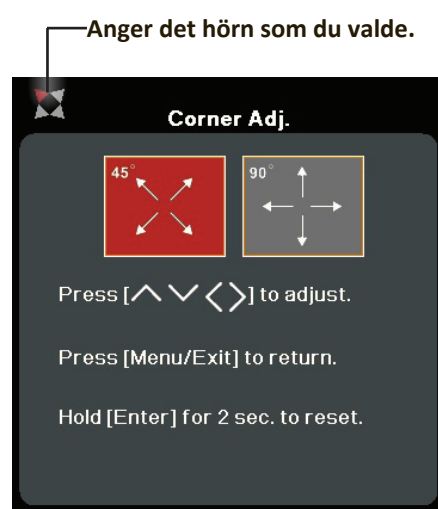 Anger det hörn som du valde.
Corner Adj.
45° 90°
Press [︿﹀〈〉] to adjust.
Press [Menu/Exit] to return.
Hold [Enter] for 2 sec. to reset.